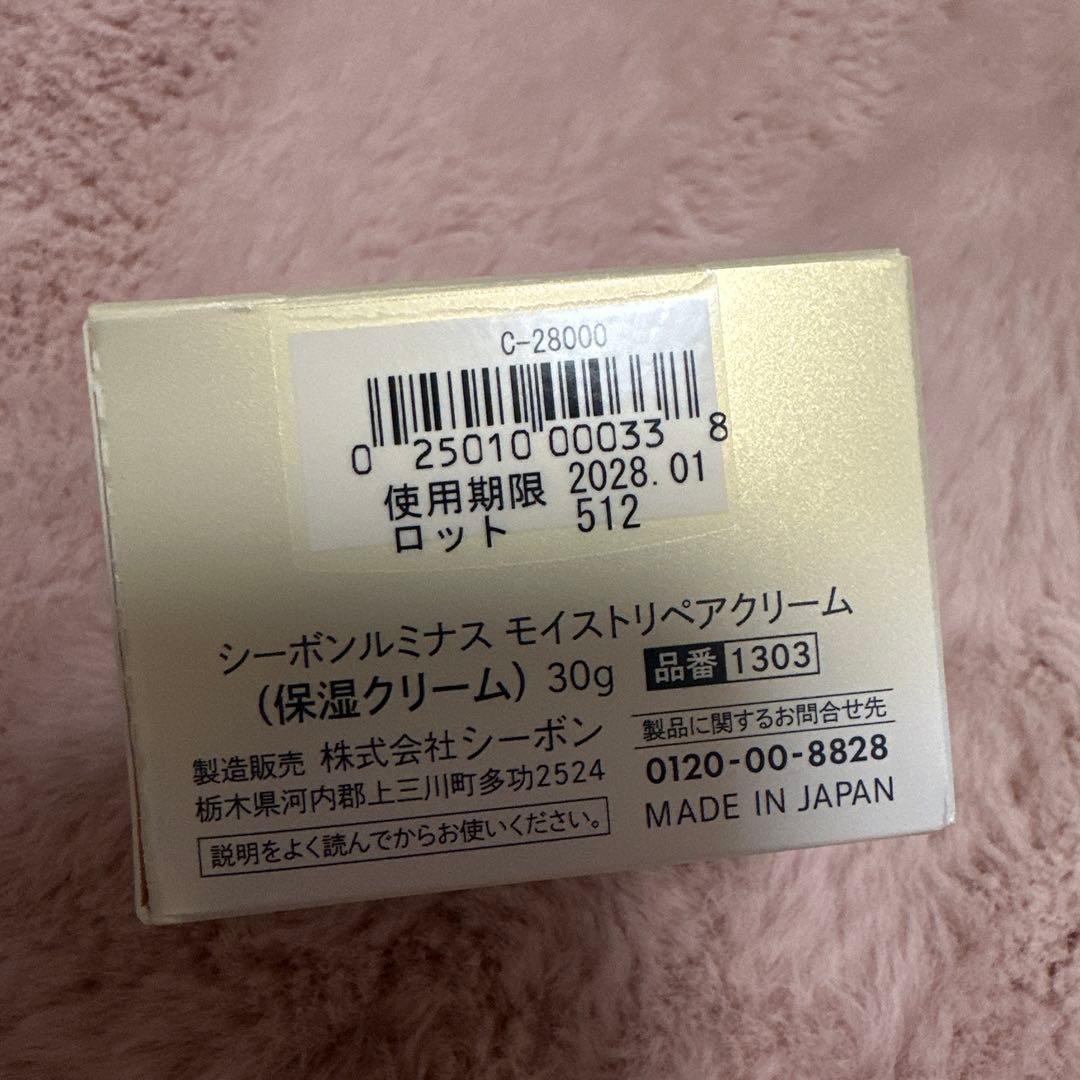 C-28000
0 25010 00033 8
使用期限 2028.01
ロット 512
シーボンルミナス モイストリペアクリーム
(保湿クリーム) 30g 品番 1303
製造販売 株式会社シーボン
栃木県河内郡上三川町多功2524
説明をよく読んでからお使いください。
製品に関するお問合せ先
0120-00-8828
MADE IN JAPAN